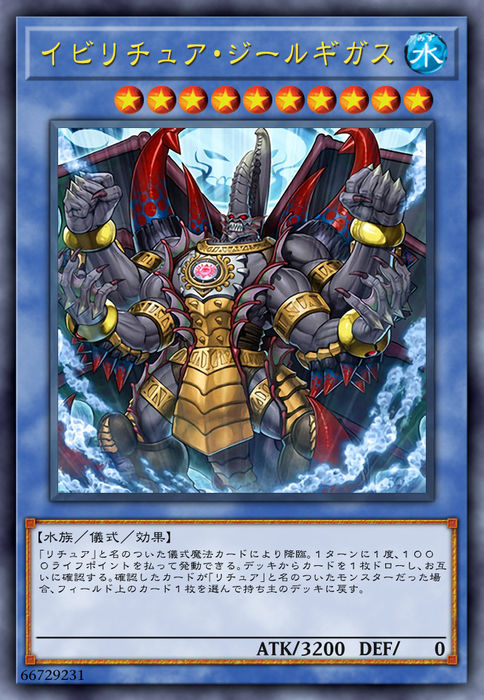 イビリチュア・ジールギガス
みず
水
【水族／儀式／効果】
「リチュア」と名のついた儀式魔法カードにより降臨。１ターンに１度、１００
０ライフポイントを払って発動できる。デッキからカードを１枚ドローし、お互
いに確認する。確認したカードが「リチュア」と名のついたモンスターだった場
合、フィールド上のカード１枚を選んで持ち主のデッキに戻す。
ATK/3200 DEF/ 0
66729231